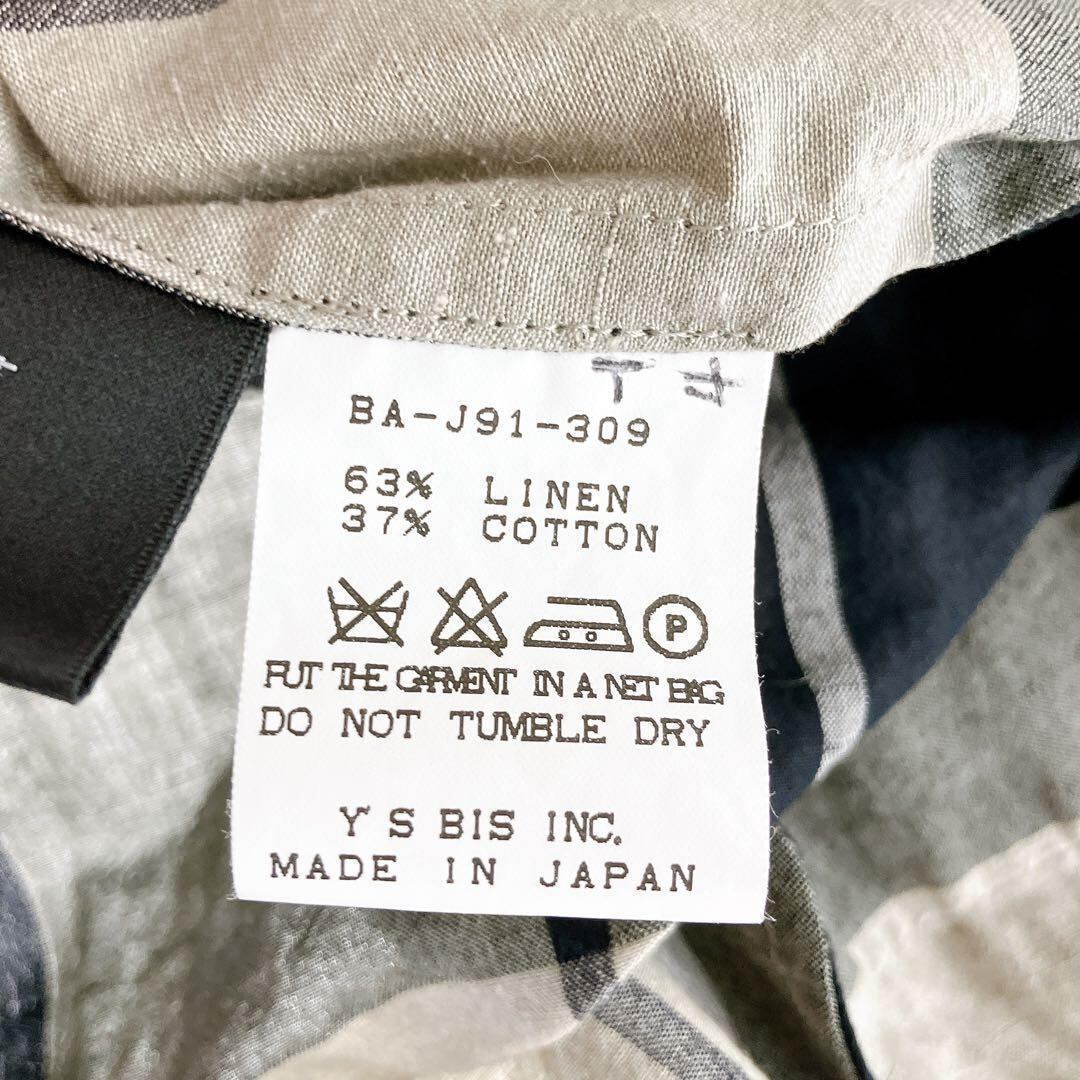 BA-J91-309
63% LINEN
37% COTTON
P
PUT THE GARMENT IN A NET BAG
DO NOT TUMBLE DRY
Y'S BIS INC.
MADE IN JAPAN